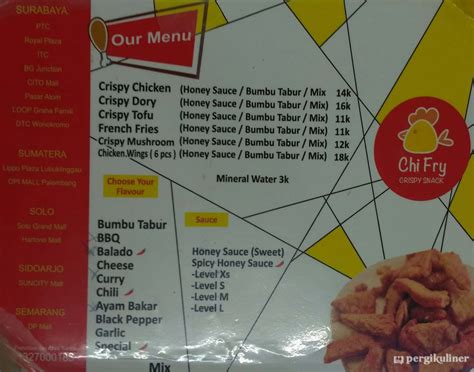 SURABAYA
PTC
Royal Plaza
ITC
BG Junction
CITO Mall
Pasar Atom
LOOP Graha Famili
DTC Wonokromo
SUMATERA
Lippo Plaza Lubuklinggau
OPI MALL Palembang
SOLO
Solo Grand Mall
Hartono Mall
SIDOARJO
SUNCITY Mall
SEMARANG
DP Mall
Our Menu
Crispy Chicken (Honey Sauce / Bumbu Tabur / Mix) 14k
Crispy Dory (Honey Sauce / Bumbu Tabur / Mix) 16k
Crispy Tofu (Honey Sauce / Bumbu Tabur / Mix) 11k
French Fries (Honey Sauce / Bumbu Tabur / Mix) 11k
Crispy Mushroom (Honey Sauce / Bumbu Tabur / Mix) 12k
Chicken Wings ( 6 pcs ) (Honey Sauce / Bumbu Tabur / Mix) 18k
Mineral Water 3k
Chi Fry
CRISPY SNACK
Choose Your
Flavour
Bumbu Tabur
BBQ
Balado
Cheese
Curry
Chili
Ayam Bakar
Black Pepper
Garlic
Special
Mix
Sauce
Honey Sauce (Sweet)
Spicy Honey Sauce
-Level Xs
-Level S
-Level M
-Level L
pergikuliner